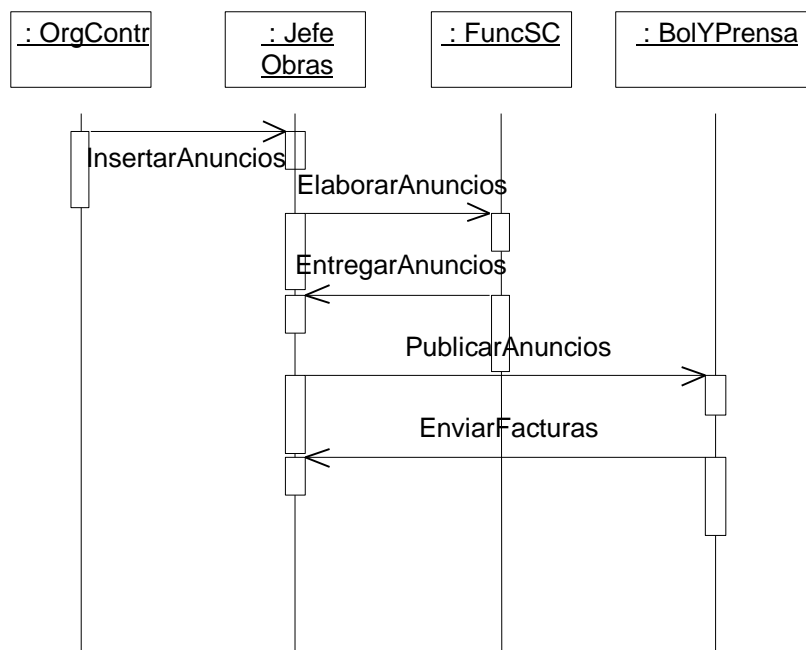 : OrgContr
: Jefe
Obras
: FuncSC
: BolYPrensa
InsertarAnuncios
ElaborarAnuncios
EntregarAnuncios
PublicarAnuncios
EnviarFacturas